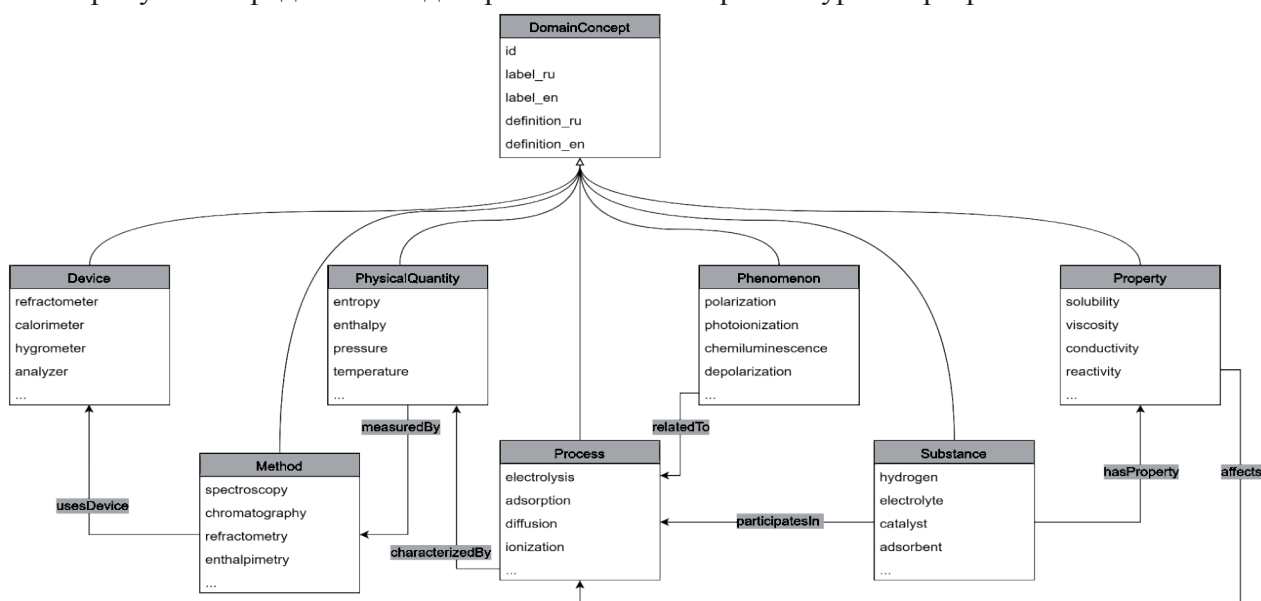 DomainConcept
id
label_ru
label_en
definition_ru
definition_en
Device
refractometer
calorimeter
hygrometer
analyzer
...
PhysicalQuantity
entropy
enthalpy
pressure
temperature
...
Phenomenon
polarization
photoionization
chemiluminescence
depolarization
...
Property
solubility
viscosity
conductivity
reactivity
...
measuredBy
relatedTo
Method
spectroscopy
chromatography
refractometry
enthalpimetry
...
Process
electrolysis
adsorption
diffusion
ionization
...
Substance
hydrogen
electrolyte
catalyst
adsorbent
...
hasProperty
affects
usesDevice
participatesIn
characterizedBy